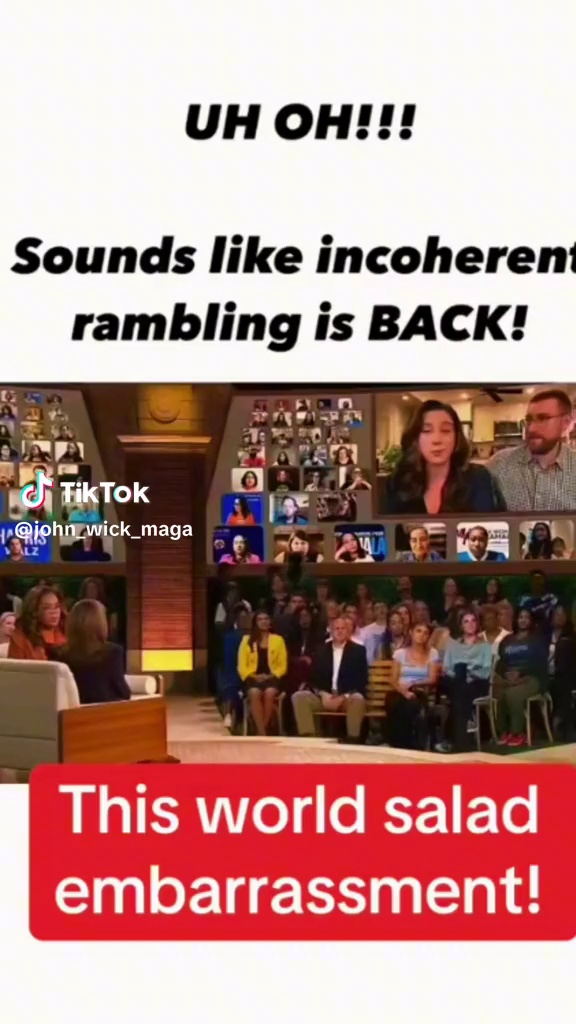 UH OH!!!
Sounds like incoherent
rambling is BACK!
TikTok
@john_wick_maga
This world salad
embarrassment!